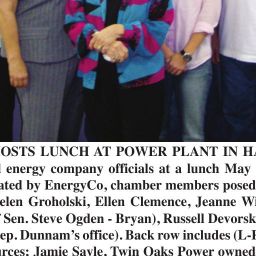 OSTS LUNCH AT POWER PLANT IN HA
energy company officials at a lunch May
ated by EnergyCo, chamber members posed
elen Groholski, Ellen Clemence, Jeanne Wi
Sen. Steve Ogden - Bryan), Russell Devorsk
ep. Dunnam's office). Back row includes (L-R
urces; Jamie Sayle, Twin Oaks Power owned